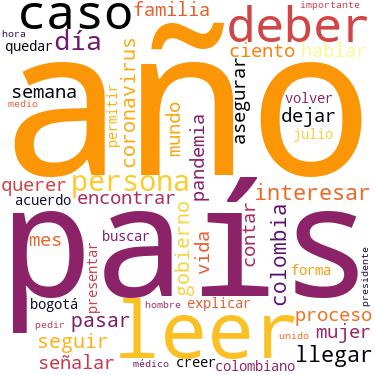 caso
familia
deber
hora
importante
quedar
día
coronavirus
ciento
hablar
semana
permitir
mundo
asegurar
volver
dejar
medio
julio
año
querer
persona
pandemia
interesar
acuerdo
encontrar
país
mes
buscar
gobierno
vida
contar
colombia
forma
presidente
bogotá
presentar
hombre
explicar
leer
proceso
pedir
pasar
unido
mujer
seguir
señalar
médico
creer
colombiano
llegar